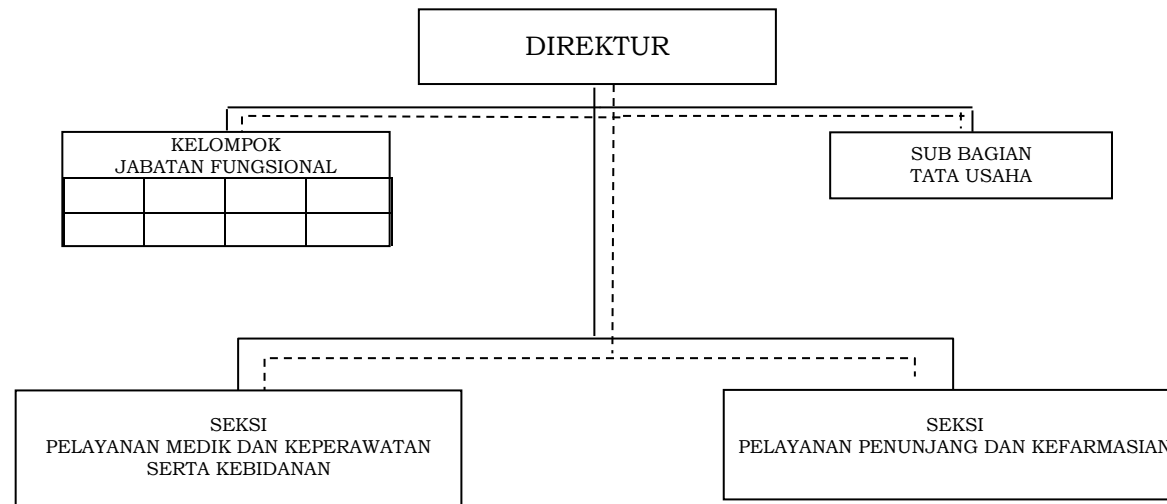 DIREKTUR
KELOMPOK
JABATAN FUNGSIONAL
SUB BAGIAN
TATA USAHA
SEKSI
PELAYANAN MEDIK DAN KEPERAWATAN
SERTA KEBIDANAN
SEKSI
PELAYANAN PENUNJANG DAN KEFARMASIAN